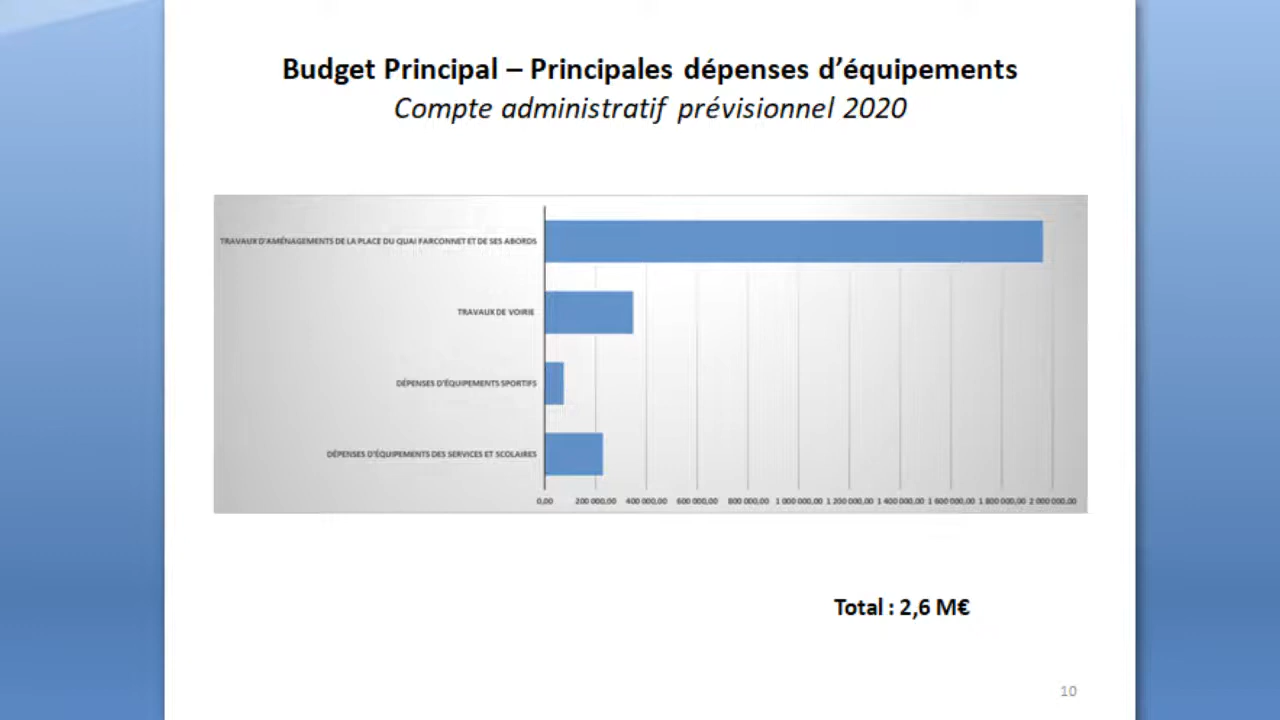 Budget Principal – Principales dépenses d’équipements
Compte administratif prévisionnel 2020
TRAVAUX D'AMÉNAGEMENTS DE LA PLACE DU QUAI FARCONNET ET DE SES ABORDS
TRAVAUX DE VOIRIE
DÉPENSES D'ÉQUIPEMENTS SPORTIFS
DÉPENSES D'ÉQUIPEMENT DES SERVICES ET SCOLAIRES
0,00 200 000,00 400 000,00 600 000,00 800 000,00 1 000 000,00 1 200 000,00 1 400 000,00 1 600 000,00 1 800 000,00 2 000 000,00
Total : 2,6 M€
10